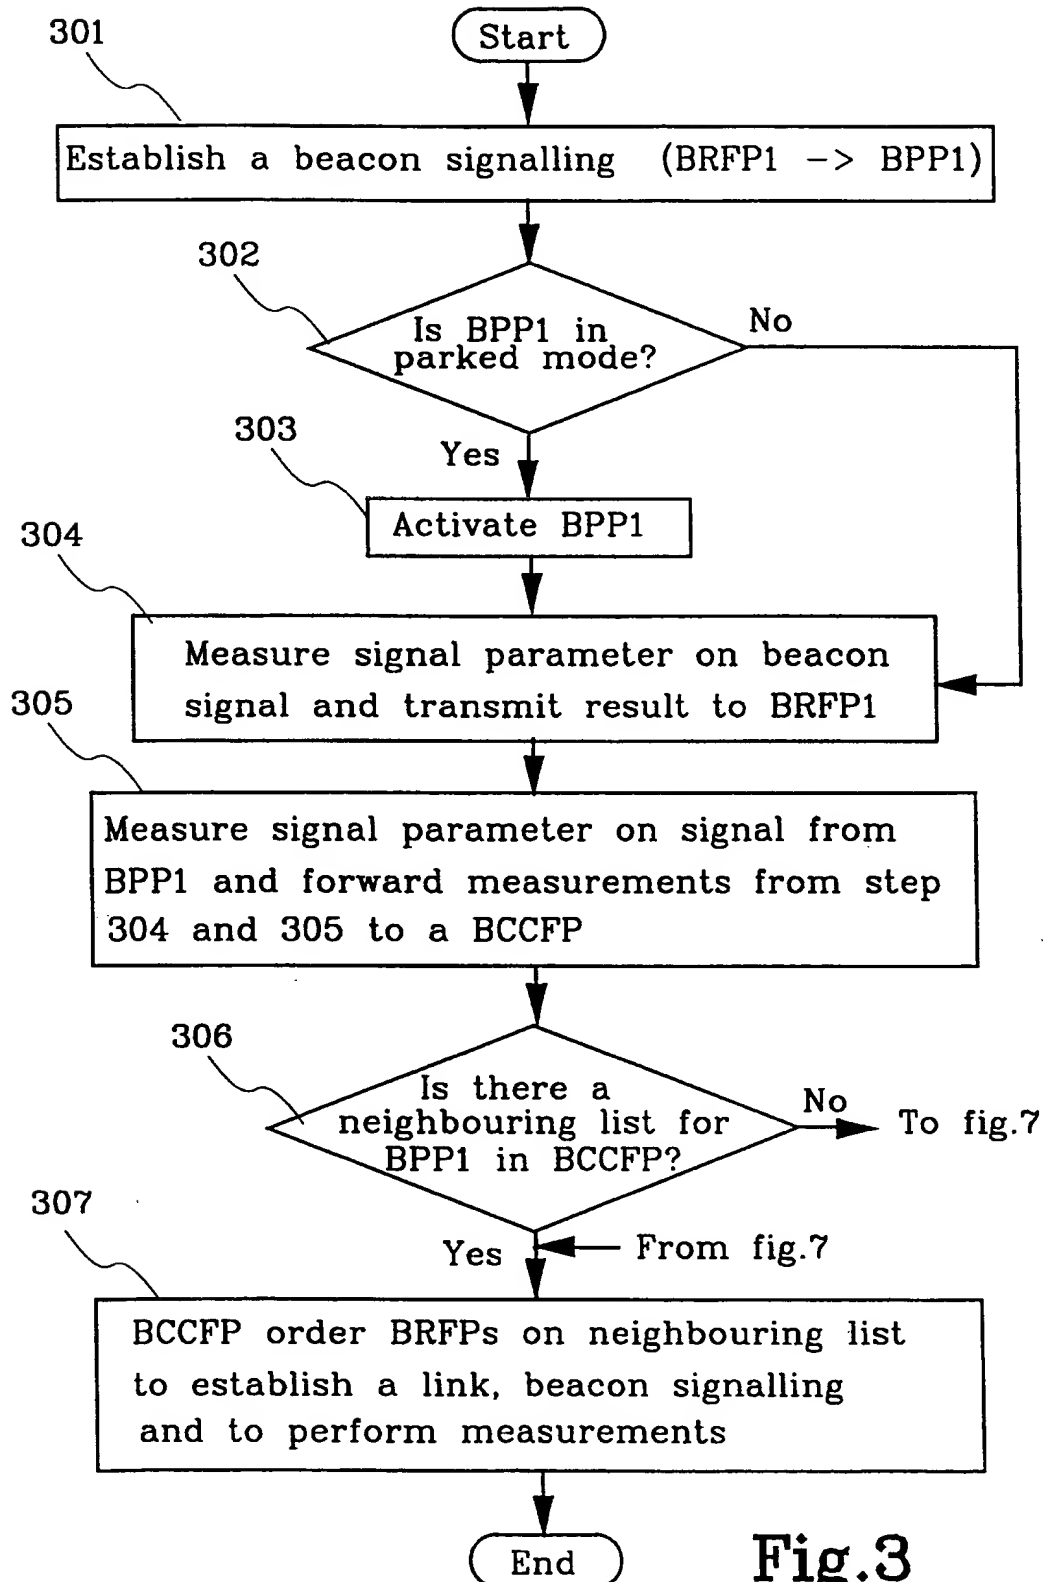 301
Start
Establish a beacon signalling (BRFP1 -> BPP1)
302
Is BPP1 in
parked mode?
No
303
Yes
Activate BPP1
304
Measure signal parameter on beacon
signal and transmit result to BRFP1
305
Measure signal parameter on signal from
BPP1 and forward measurements from step
304 and 305 to a BCCFP
306
Is there a
neighbouring list for
BPP1 in BCCFP?
No
To fig.7
307
Yes
From fig.7
BCCFP order BRFPs on neighbouring list
to establish a link, beacon signalling
and to perform measurements
End
Fig.3